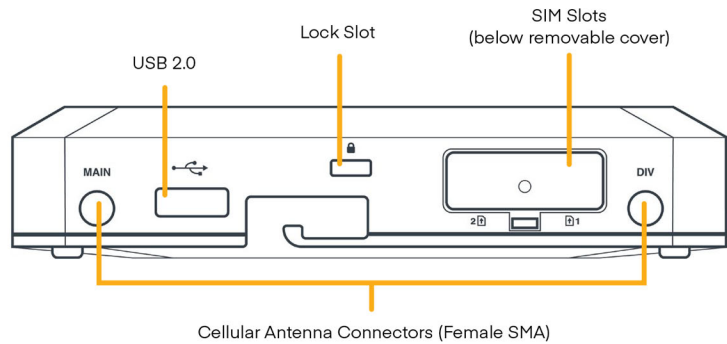 SIM Slots
(below removable cover)
Lock Slot
USB 2.0
MAIN
DIV
2
1
Cellular Antenna Connectors (Female SMA)